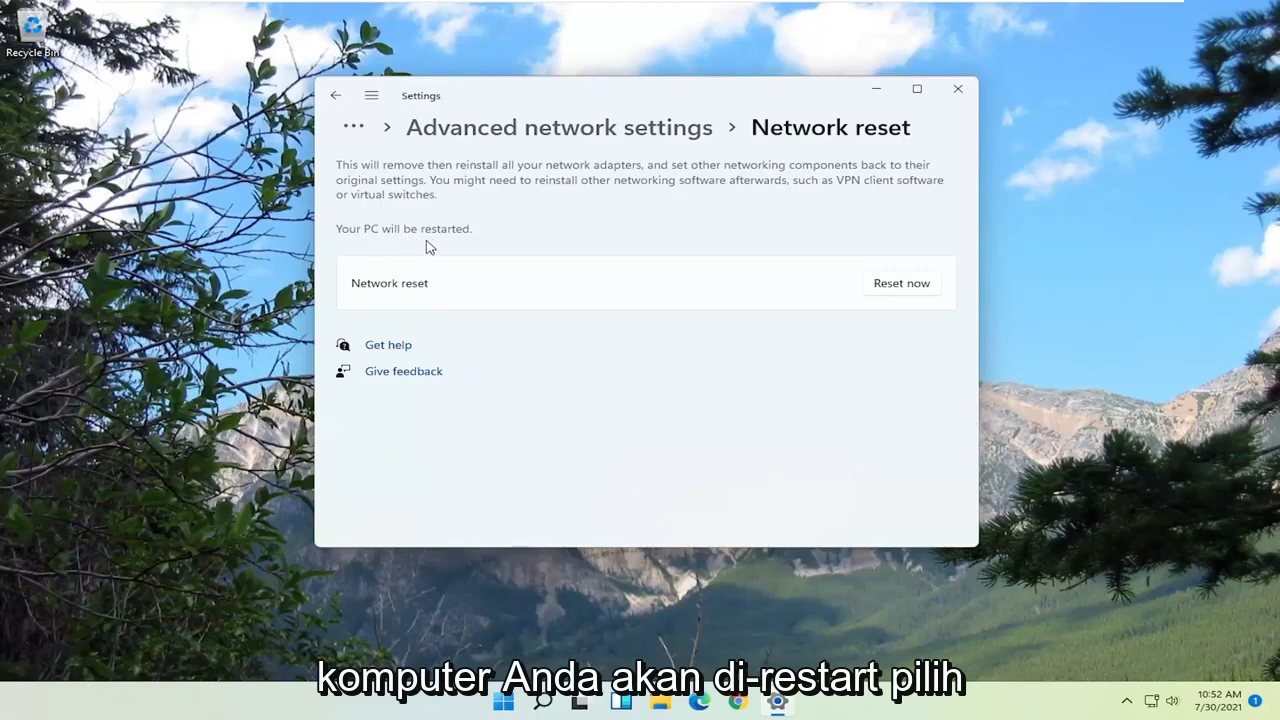 Recycle Bin
Settings
... > Advanced network settings > Network reset
This will remove then reinstall all your network adapters, and set other networking components back to their
original settings. You might need to reinstall other networking software afterwards, such as VPN client software
or virtual switches.
Your PC will be restarted.
Network reset
Reset now
Get help
Give feedback
komputer Anda akan di-restart pilih
10:52 AM
7/30/2021
1